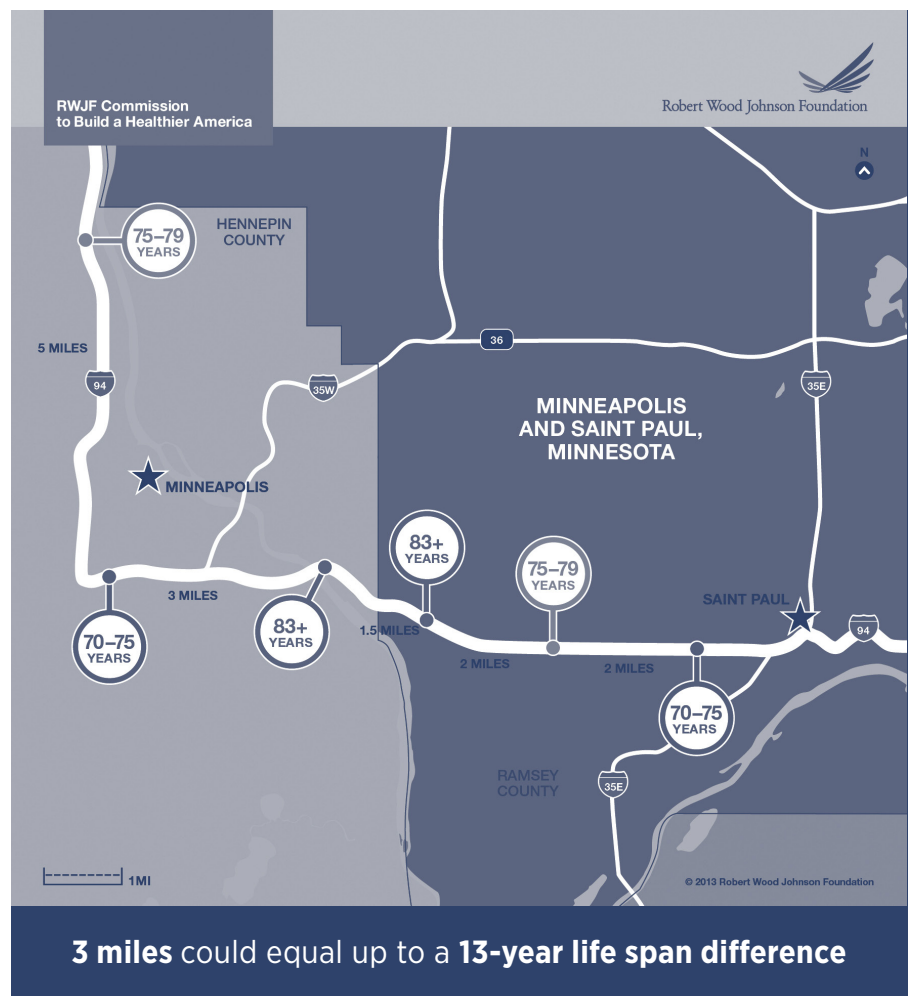 RWJF Commission
to Build a Healthier America
Robert Wood Johnson Foundation
N
75–79
YEARS
HENNEPIN
COUNTY
5 MILES
94
35W
36
35E
MINNEAPOLIS
AND SAINT PAUL,
MINNESOTA
MINNEAPOLIS
83+
YEARS
75–79
YEARS
3 MILES
SAINT PAUL
94
70–75
YEARS
83+
YEARS
1.5 MILES
2 MILES
2 MILES
70–75
YEARS
RAMSEY
COUNTY
35E
1MI
© 2013 Robert Wood Johnson Foundation
3 miles could equal up to a 13-year life span difference